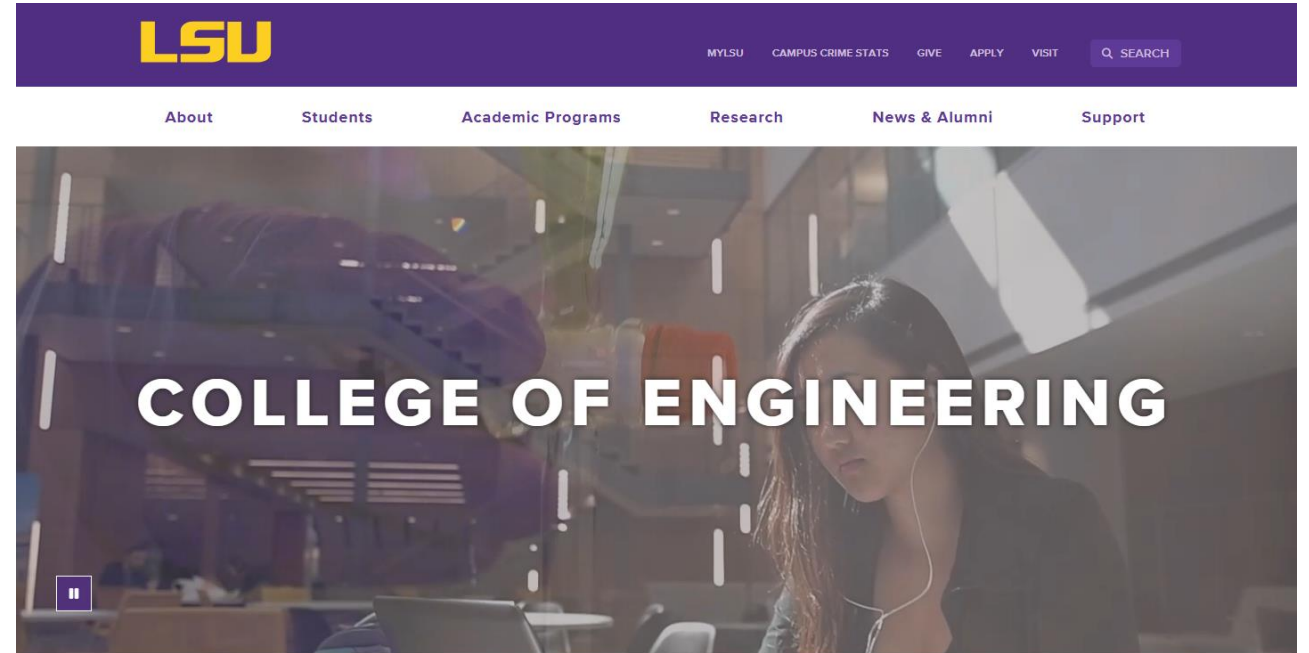 LSU
MYLSU CAMPUS CRIME STATS GIVE APPLY VISIT SEARCH
About Students Academic Programs Research News & Alumni Support
COLLEGE OF ENGINEERING